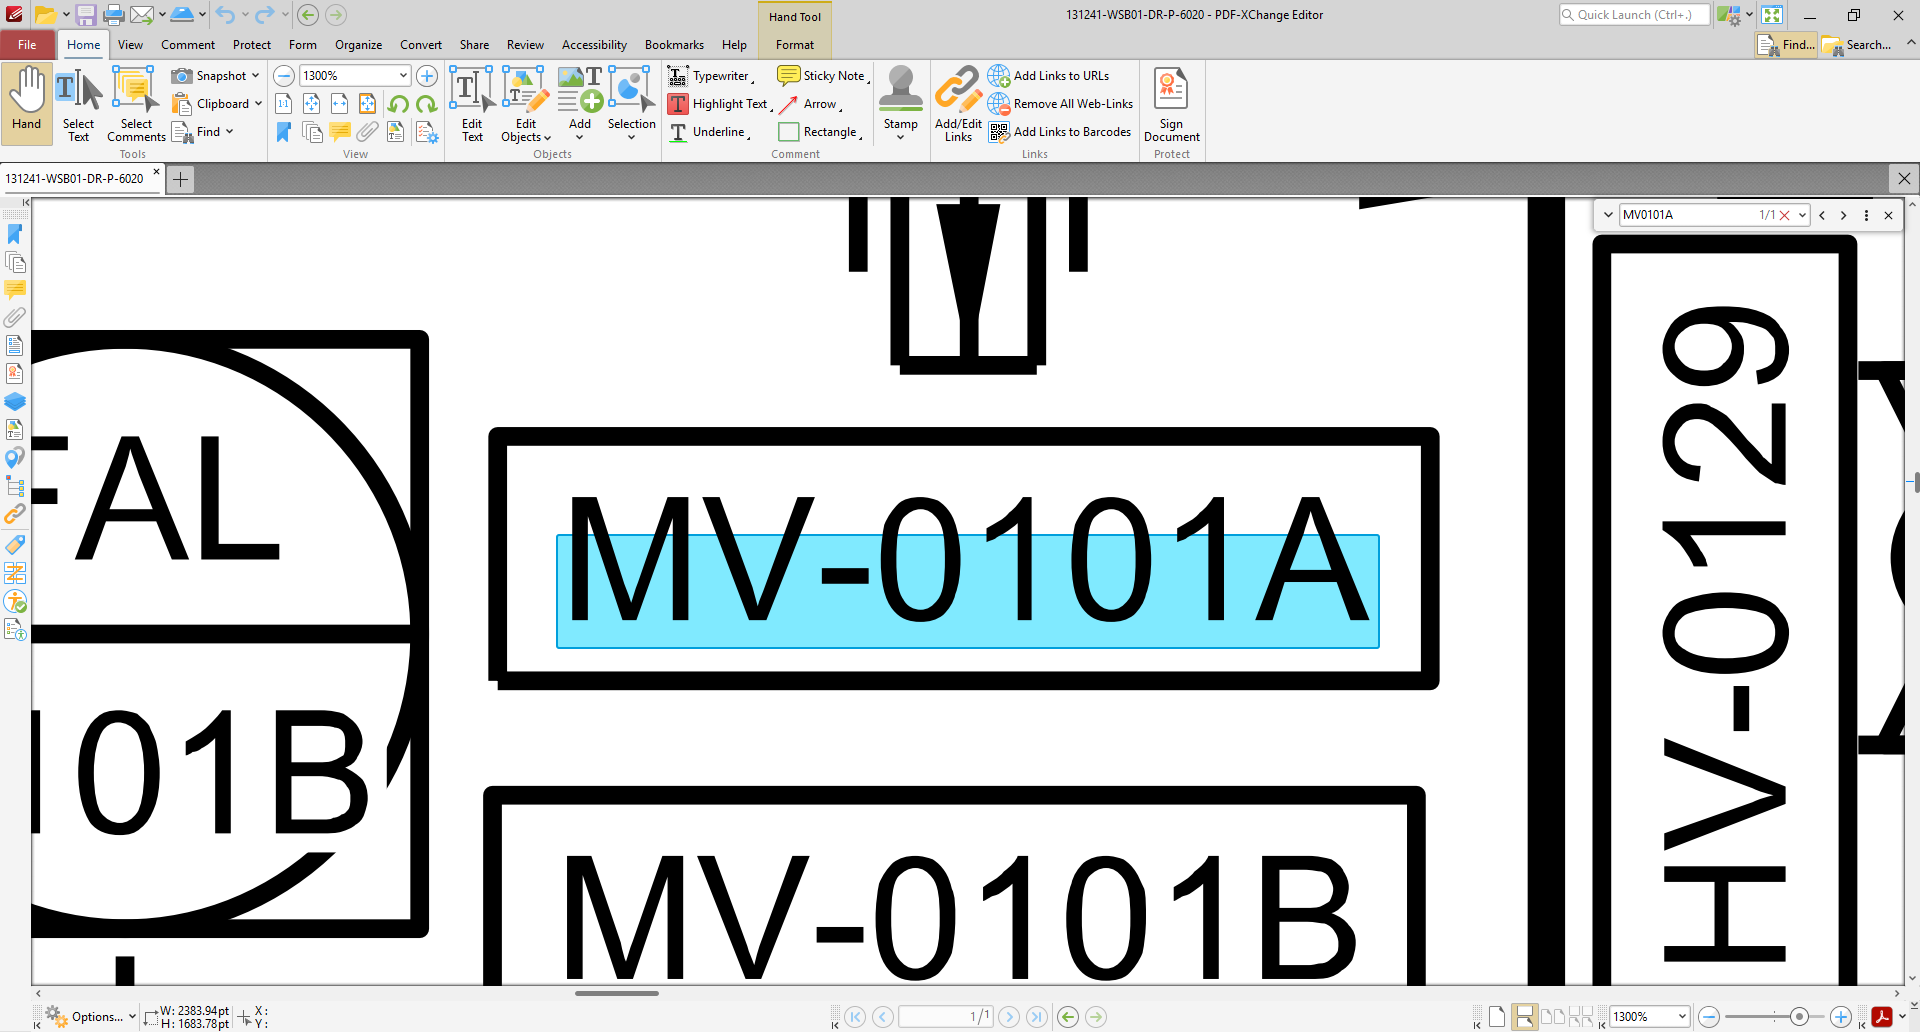 Hand Tool
131241-WSB01-DR-P-6020 - PDF-XChange Editor
Quick Launch (Ctrl+.)
File
Home
View
Comment
Protect
Form
Organize
Convert
Share
Review
Accessibility
Bookmarks
Help
Format
Find...
Search...
Hand
Select Text
Select Comments
Snapshot
Clipboard
Find
Tools
1300%
1:1
View
Edit Text
Edit Objects
Add
Selection
Objects
Typewriter
Highlight Text
Underline
Sticky Note
Arrow
Rectangle
Comment
Stamp
Add/Edit Links
Add Links to URLs
Remove All Web-Links
Add Links to Barcodes
Links
Sign Document
Protect
131241-WSB01-DR-P-6020
MV0101A
1/1
FAL
101B
MV-0101A
MV-0101B
HV-0129
Options...
W: 2383.94pt
H: 1683.78pt
X:
Y:
1/1
1300%